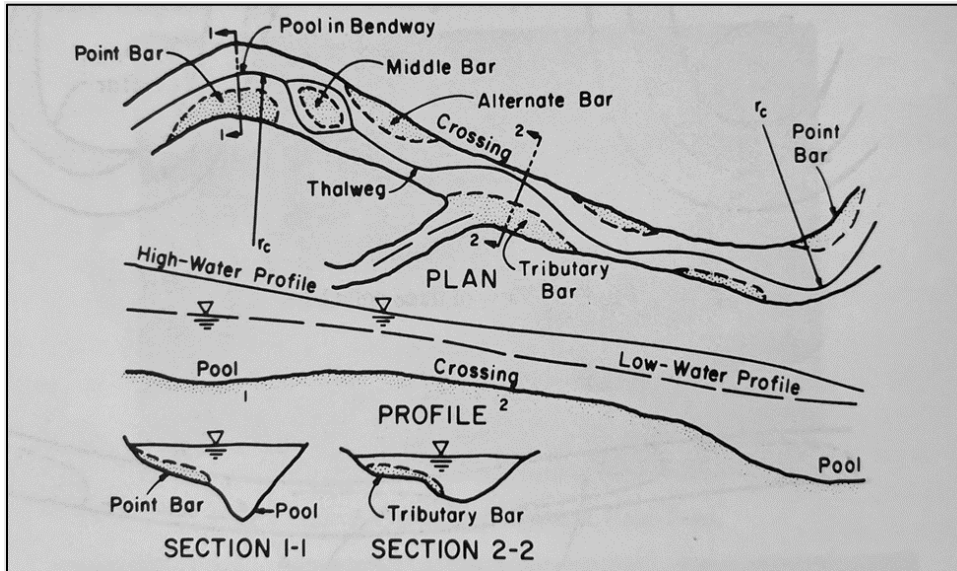 1
Pool in Bendway
Point Bar
Middle Bar
Alternate Bar
Crossing
2
rc
Point
Bar
1
Thalweg
rc
2
PLAN
Tributary
Bar
High-Water Profile
Low-Water Profile
Pool
Crossing
1
PROFILE
2
Pool
Point Bar
Pool
Tributary Bar
SECTION 1-1
SECTION 2-2